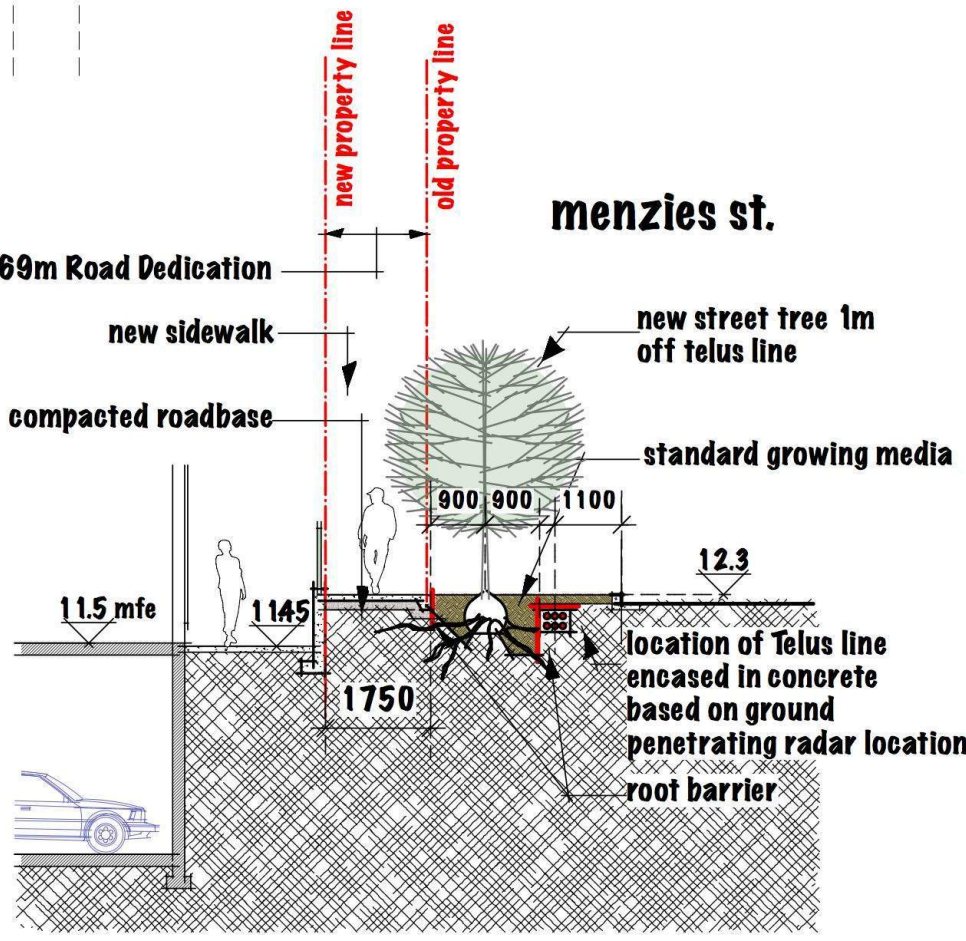 new property line
old property line
menzies st.
69m Road Dedication
new sidewalk
new street tree 1m
off telus line
compacted roadbase
standard growing media
900 900 1100
12.3
11.5 mfe
11.45
location of Telus line
encased in concrete
based on ground
penetrating radar location
1750
root barrier